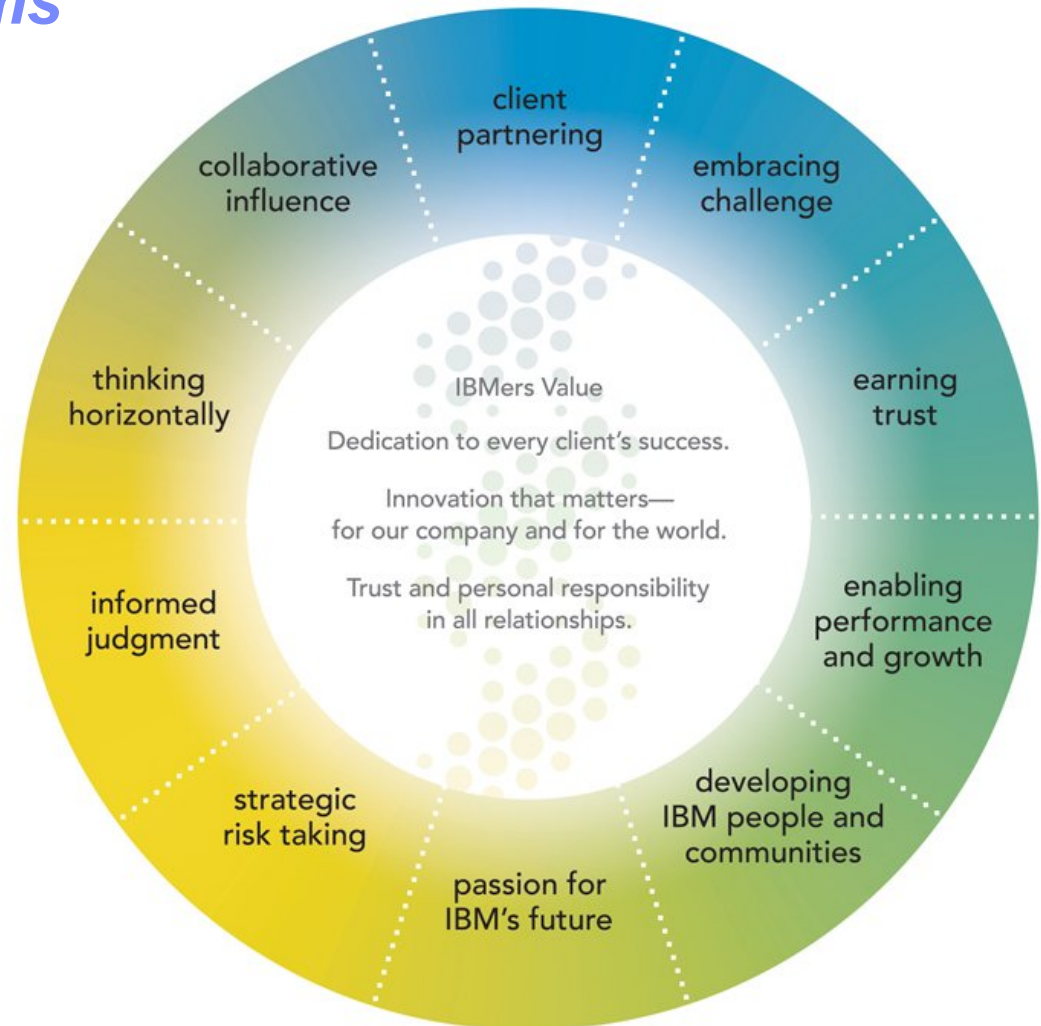 client
partnering
embracing
challenge
earning
trust
enabling
performance
and growth
developing
IBM people and
communities
passion for
IBM's future
strategic
risk taking
informed
judgment
thinking
horizontally
collaborative
influence
IBMers Value
Dedication to every client's success.
Innovation that matters—
for our company and for the world.
Trust and personal responsibility
in all relationships.